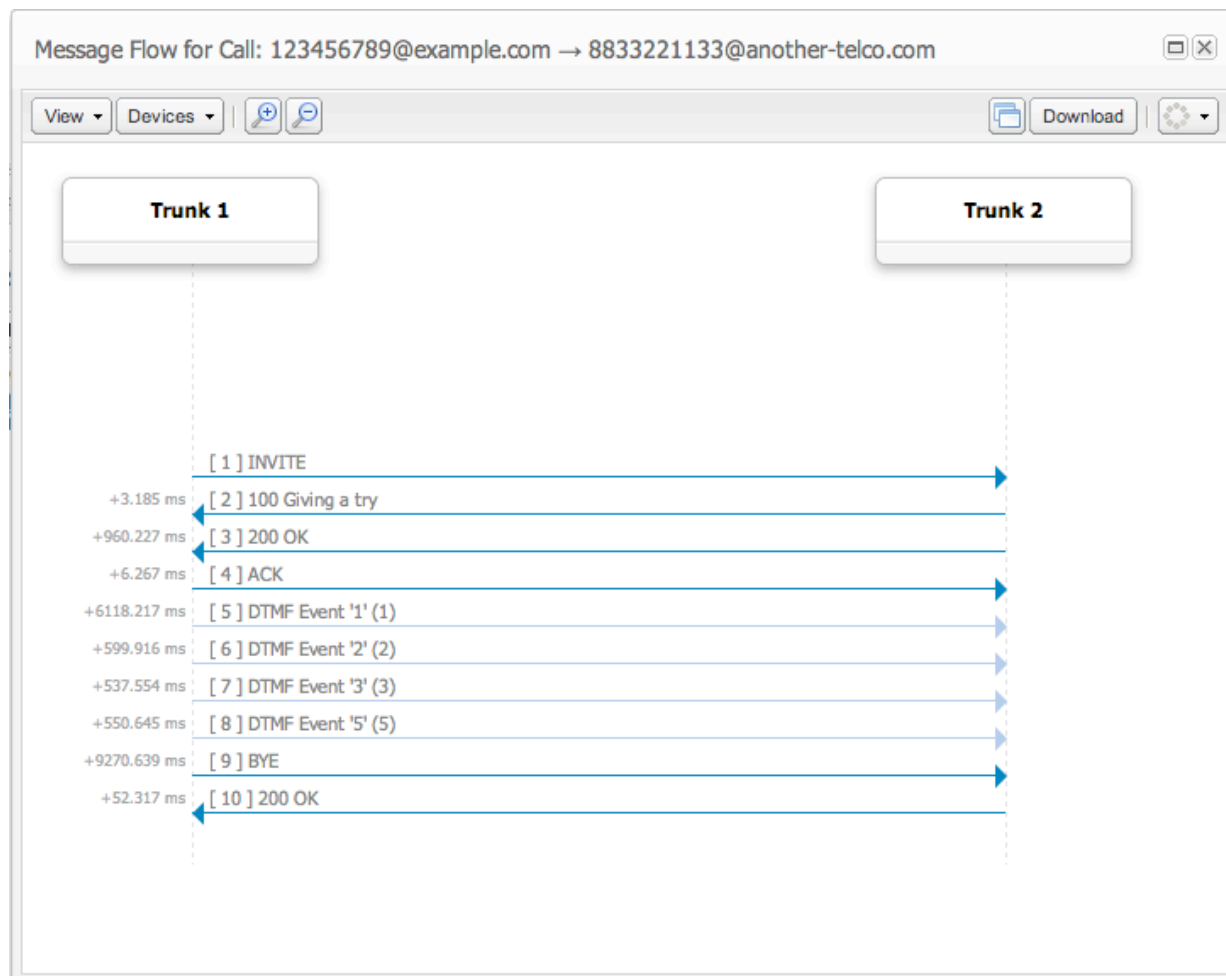 Message Flow for Call: 123456789@example.com → 8833221133@another-telco.com
View Devices Download
Trunk 1 Trunk 2
[ 1 ] INVITE
+3.185 ms [ 2 ] 100 Giving a try
+960.227 ms [ 3 ] 200 OK
+6.267 ms [ 4 ] ACK
+6118.217 ms [ 5 ] DTMF Event '1' (1)
+599.916 ms [ 6 ] DTMF Event '2' (2)
+537.554 ms [ 7 ] DTMF Event '3' (3)
+550.645 ms [ 8 ] DTMF Event '5' (5)
+9270.639 ms [ 9 ] BYE
+52.317 ms [ 10 ] 200 OK